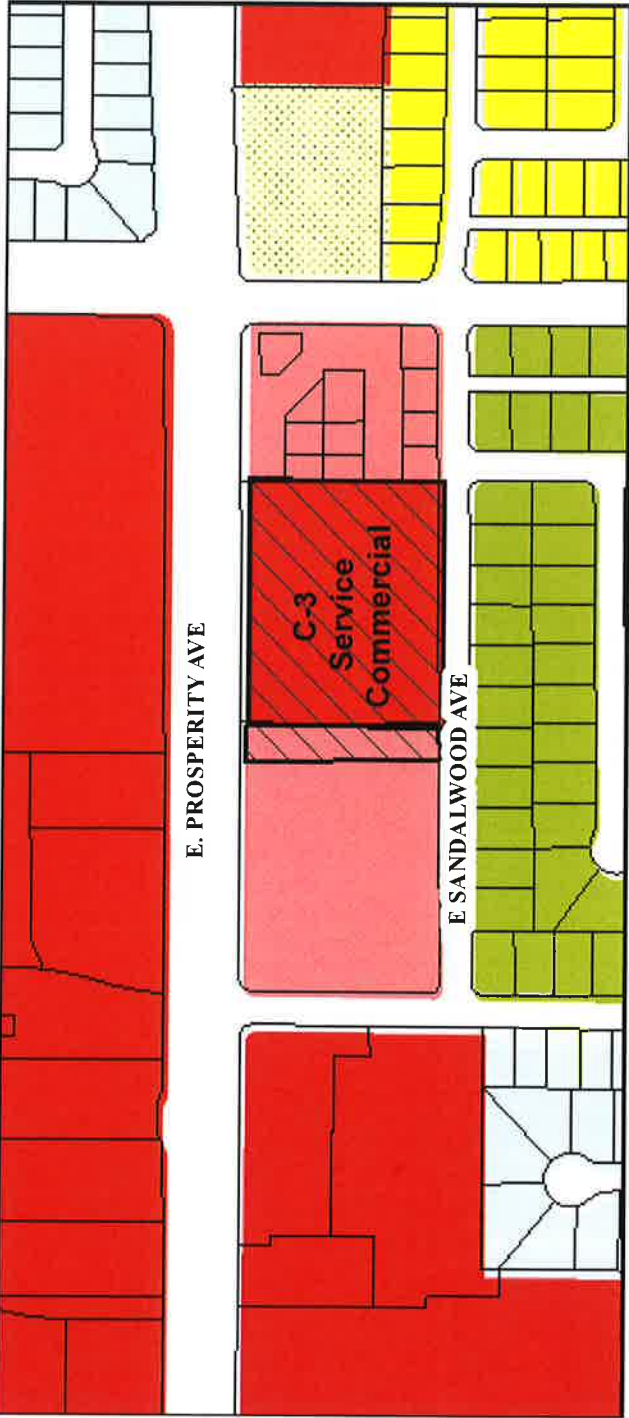 E. PROSPERITY AVE
C-3
Service
Commercial
E SANDALWOOD AVE